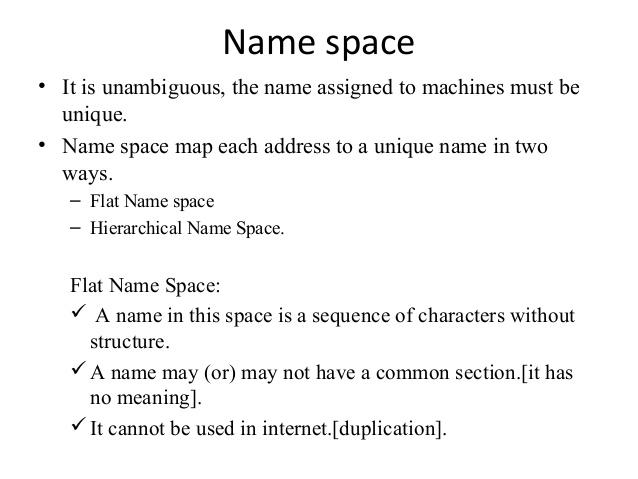 Name space
• It is unambiguous, the name assigned to machines must be
unique.
• Name space map each address to a unique name in two
ways.
– Flat Name space
– Hierarchical Name Space.
Flat Name Space:
✓ A name in this space is a sequence of characters without
structure.
✓ A name may (or) may not have a common section.[it has
no meaning].
✓ It cannot be used in internet.[duplication].